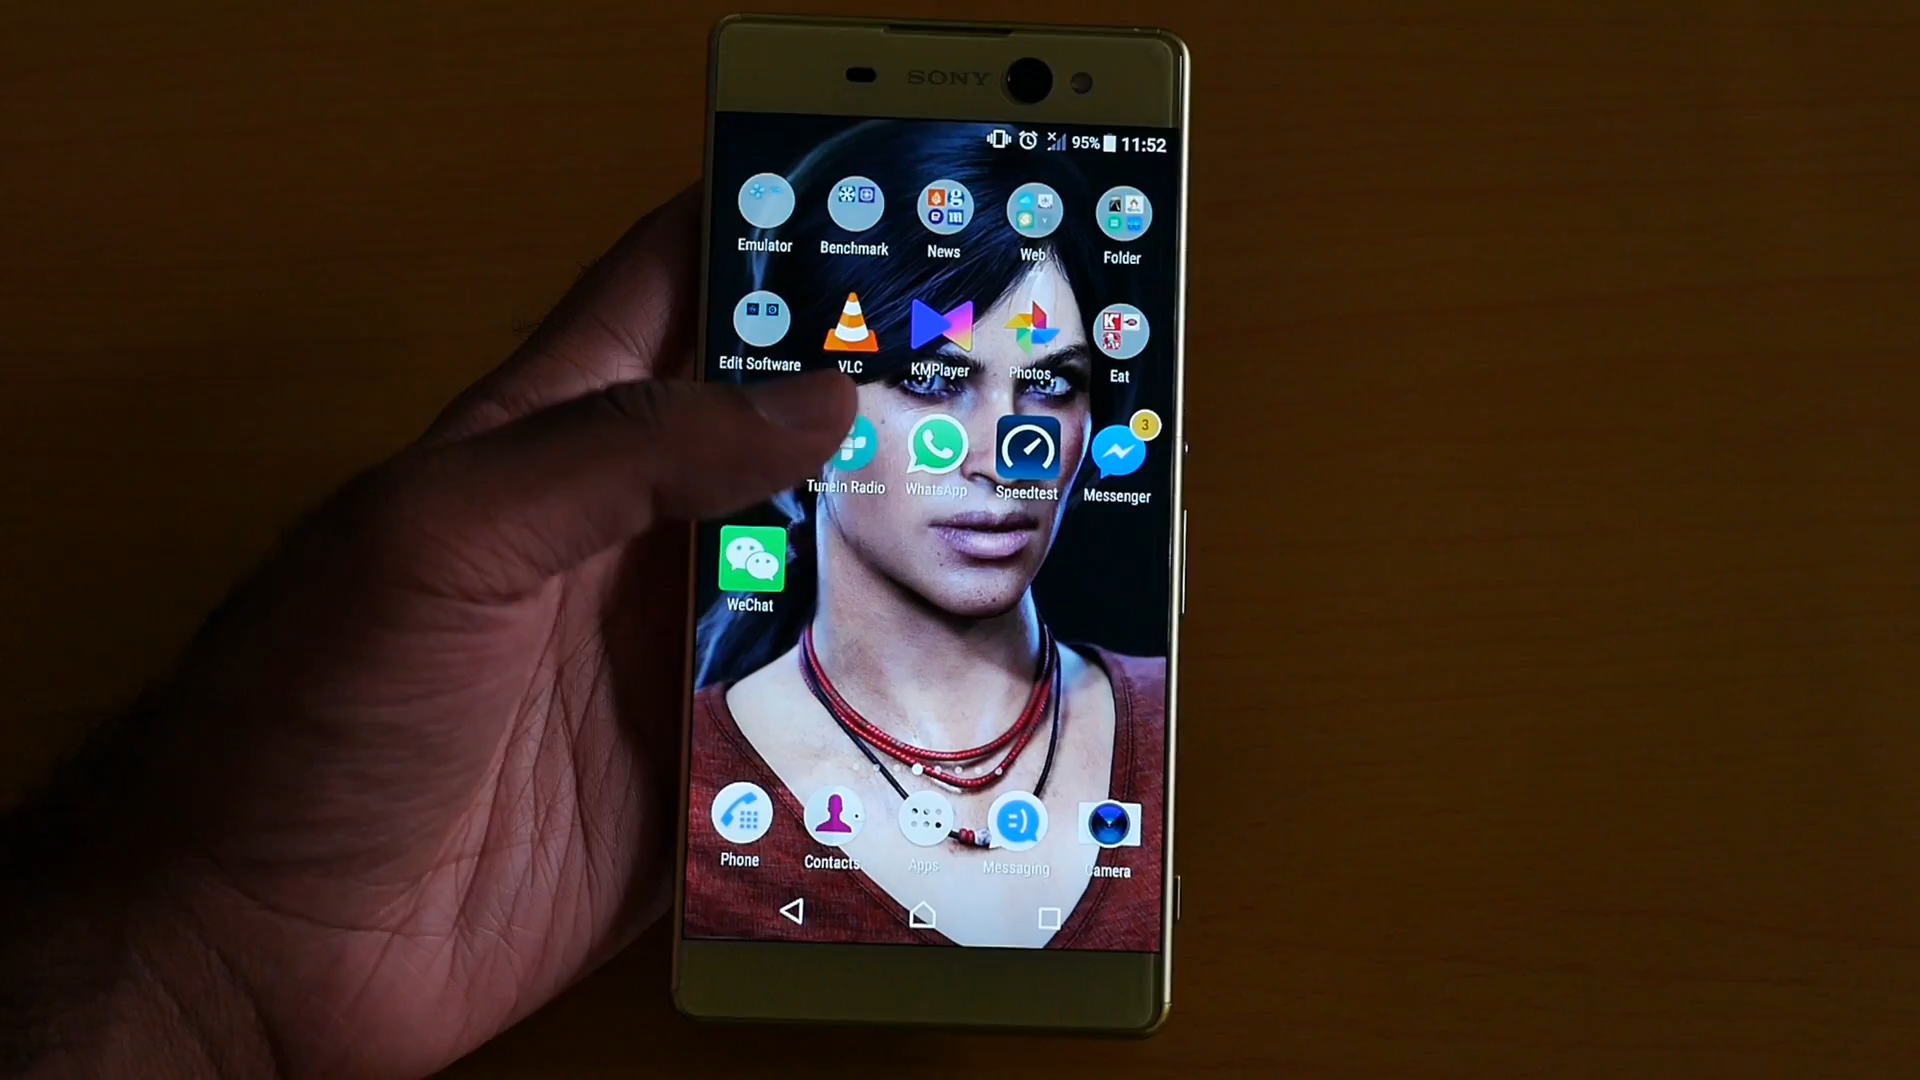 SONY
95% 11:52
Emulator Benchmark News Web Folder
Edit Software VLC KMPlayer Photos Eat
3
TuneIn Radio WhatsApp Speedtest Messenger
WeChat
Phone Contacts Apps Messaging Camera